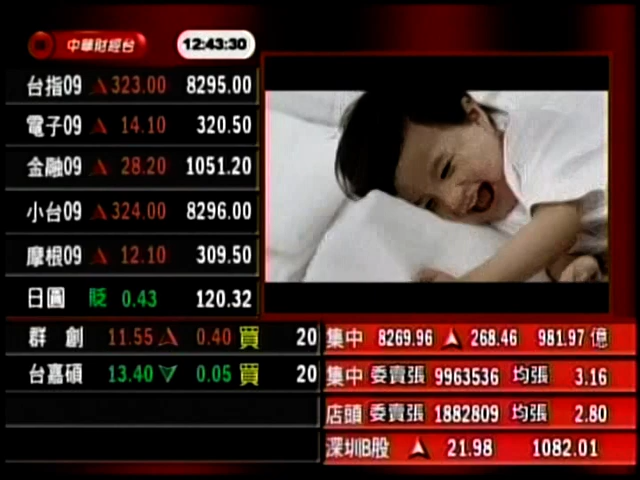 中華財經台 12:43:30
台指09 ▲ 323.00 8295.00
電子09 ▲ 14.10 320.50
金融09 ▲ 28.20 1051.20
小台09 ▲ 324.00 8296.00
摩根09 ▲ 12.10 309.50
日圓 貶 0.43 120.32
群 創 11.55 △ 0.40 買 20
台嘉碩 13.40 ▽ 0.05 買 20
集中 8269.96 ▲ 268.46 981.97 億
集中 委賣張 9963536 均張 3.16
店頭 委賣張 1882809 均張 2.80
深圳B股 ▲ 21.98 1082.01